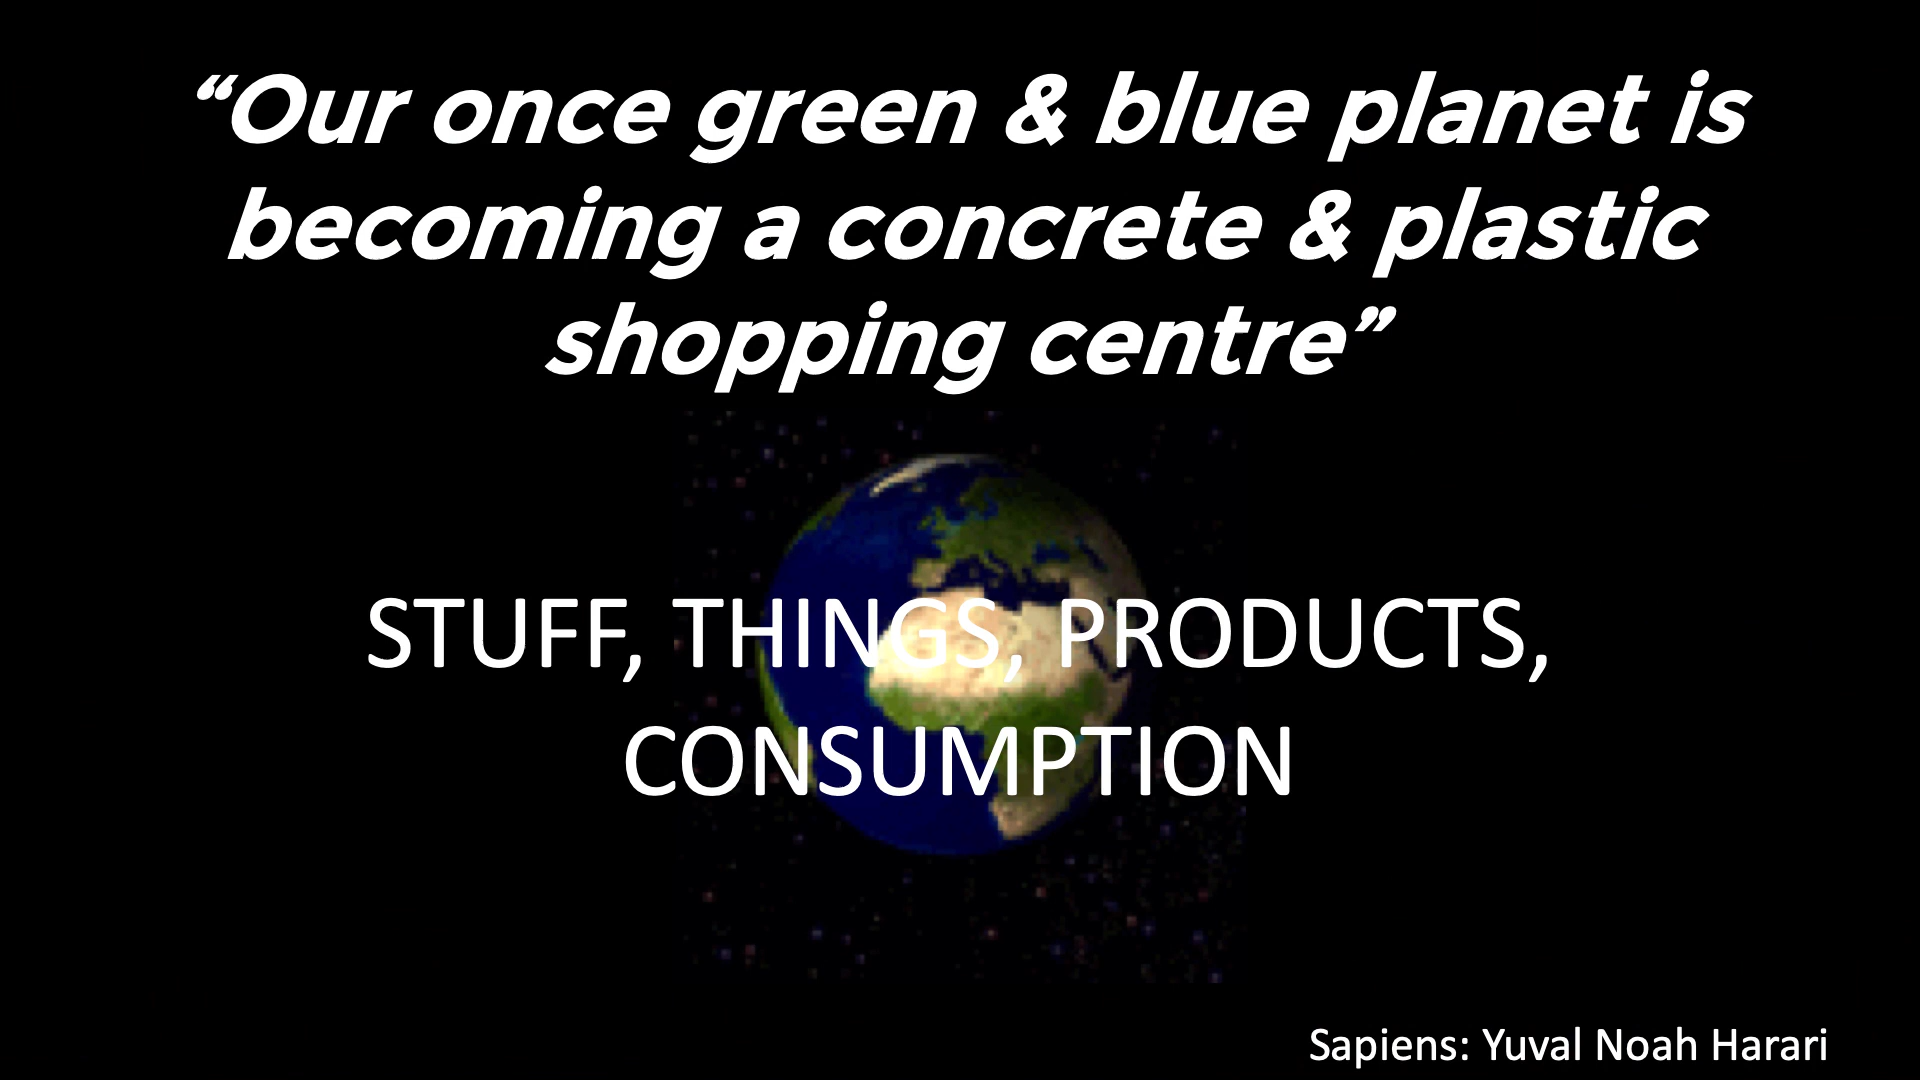 “Our once green & blue planet is
becoming a concrete & plastic
shopping centre”
STUFF, THINGS, PRODUCTS,
CONSUMPTION
Sapiens: Yuval Noah Harari